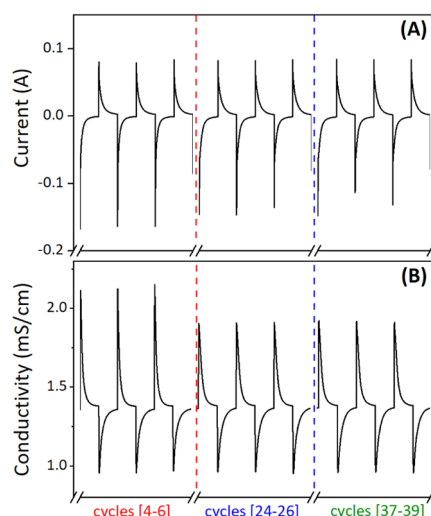 (A)
Current (A)
0.1
0.0
-0.1
-0.2
(B)
Conductivity (mS/cm)
2.0
1.5
1.0
cycles [4-6]
cycles [24-26]
cycles [37-39]